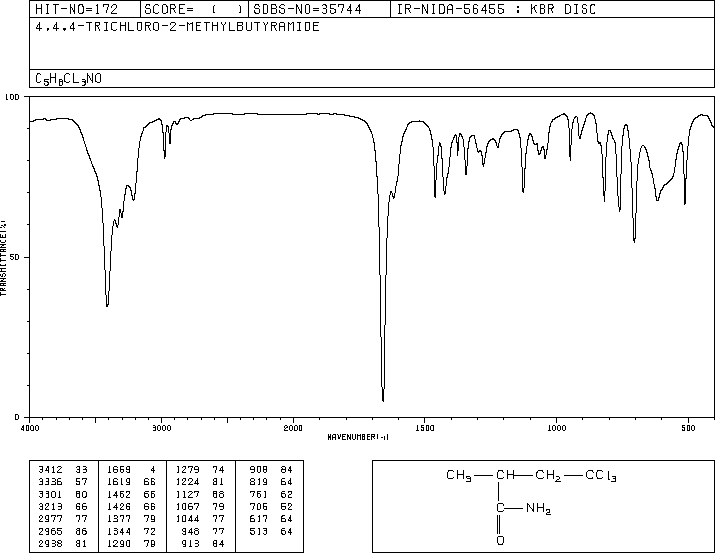 HIT-NO=172 SCORE= ( ) SDBS-NO=35744 IR-NIDA-56455 : KBR DISC
4,4,4-TRICHLORO-2-METHYLBUTYRAMIDE
C5H8CL3NO
100
50
0
TRANSMITTANCE(%)
4000 3000 2000 1500 1000 500
WAVENUMBER(-1)
3412 33 1659 4 1279 74 908 84
3336 57 1619 66 1224 81 819 64
3301 60 1462 66 1127 68 761 62
3213 66 1426 66 1067 79 706 52
2977 77 1377 79 1044 77 617 64
2965 86 1344 72 948 77 513 64
2938 81 1290 79 913 84
CH3 CH CH2 CCl3
C NH2
O